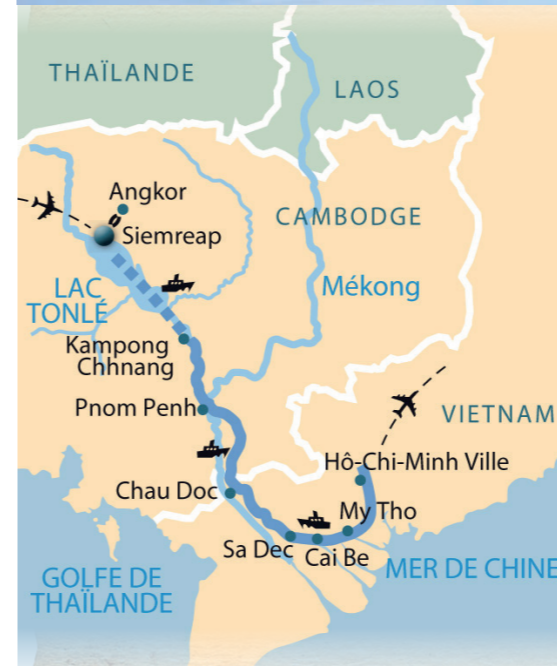 THAÏLANDE
LAOS
Angkor
CAMBODGE
Siemreap
LAC
TONLÉ
Mékong
Kampong
Chhnang
Pnom Penh
VIETNAM
Hô-Chi-Minh Ville
Chau Doc
My Tho
Sa Dec
Cai Be
MER DE CHINE
GOLFE DE
THAÏLANDE